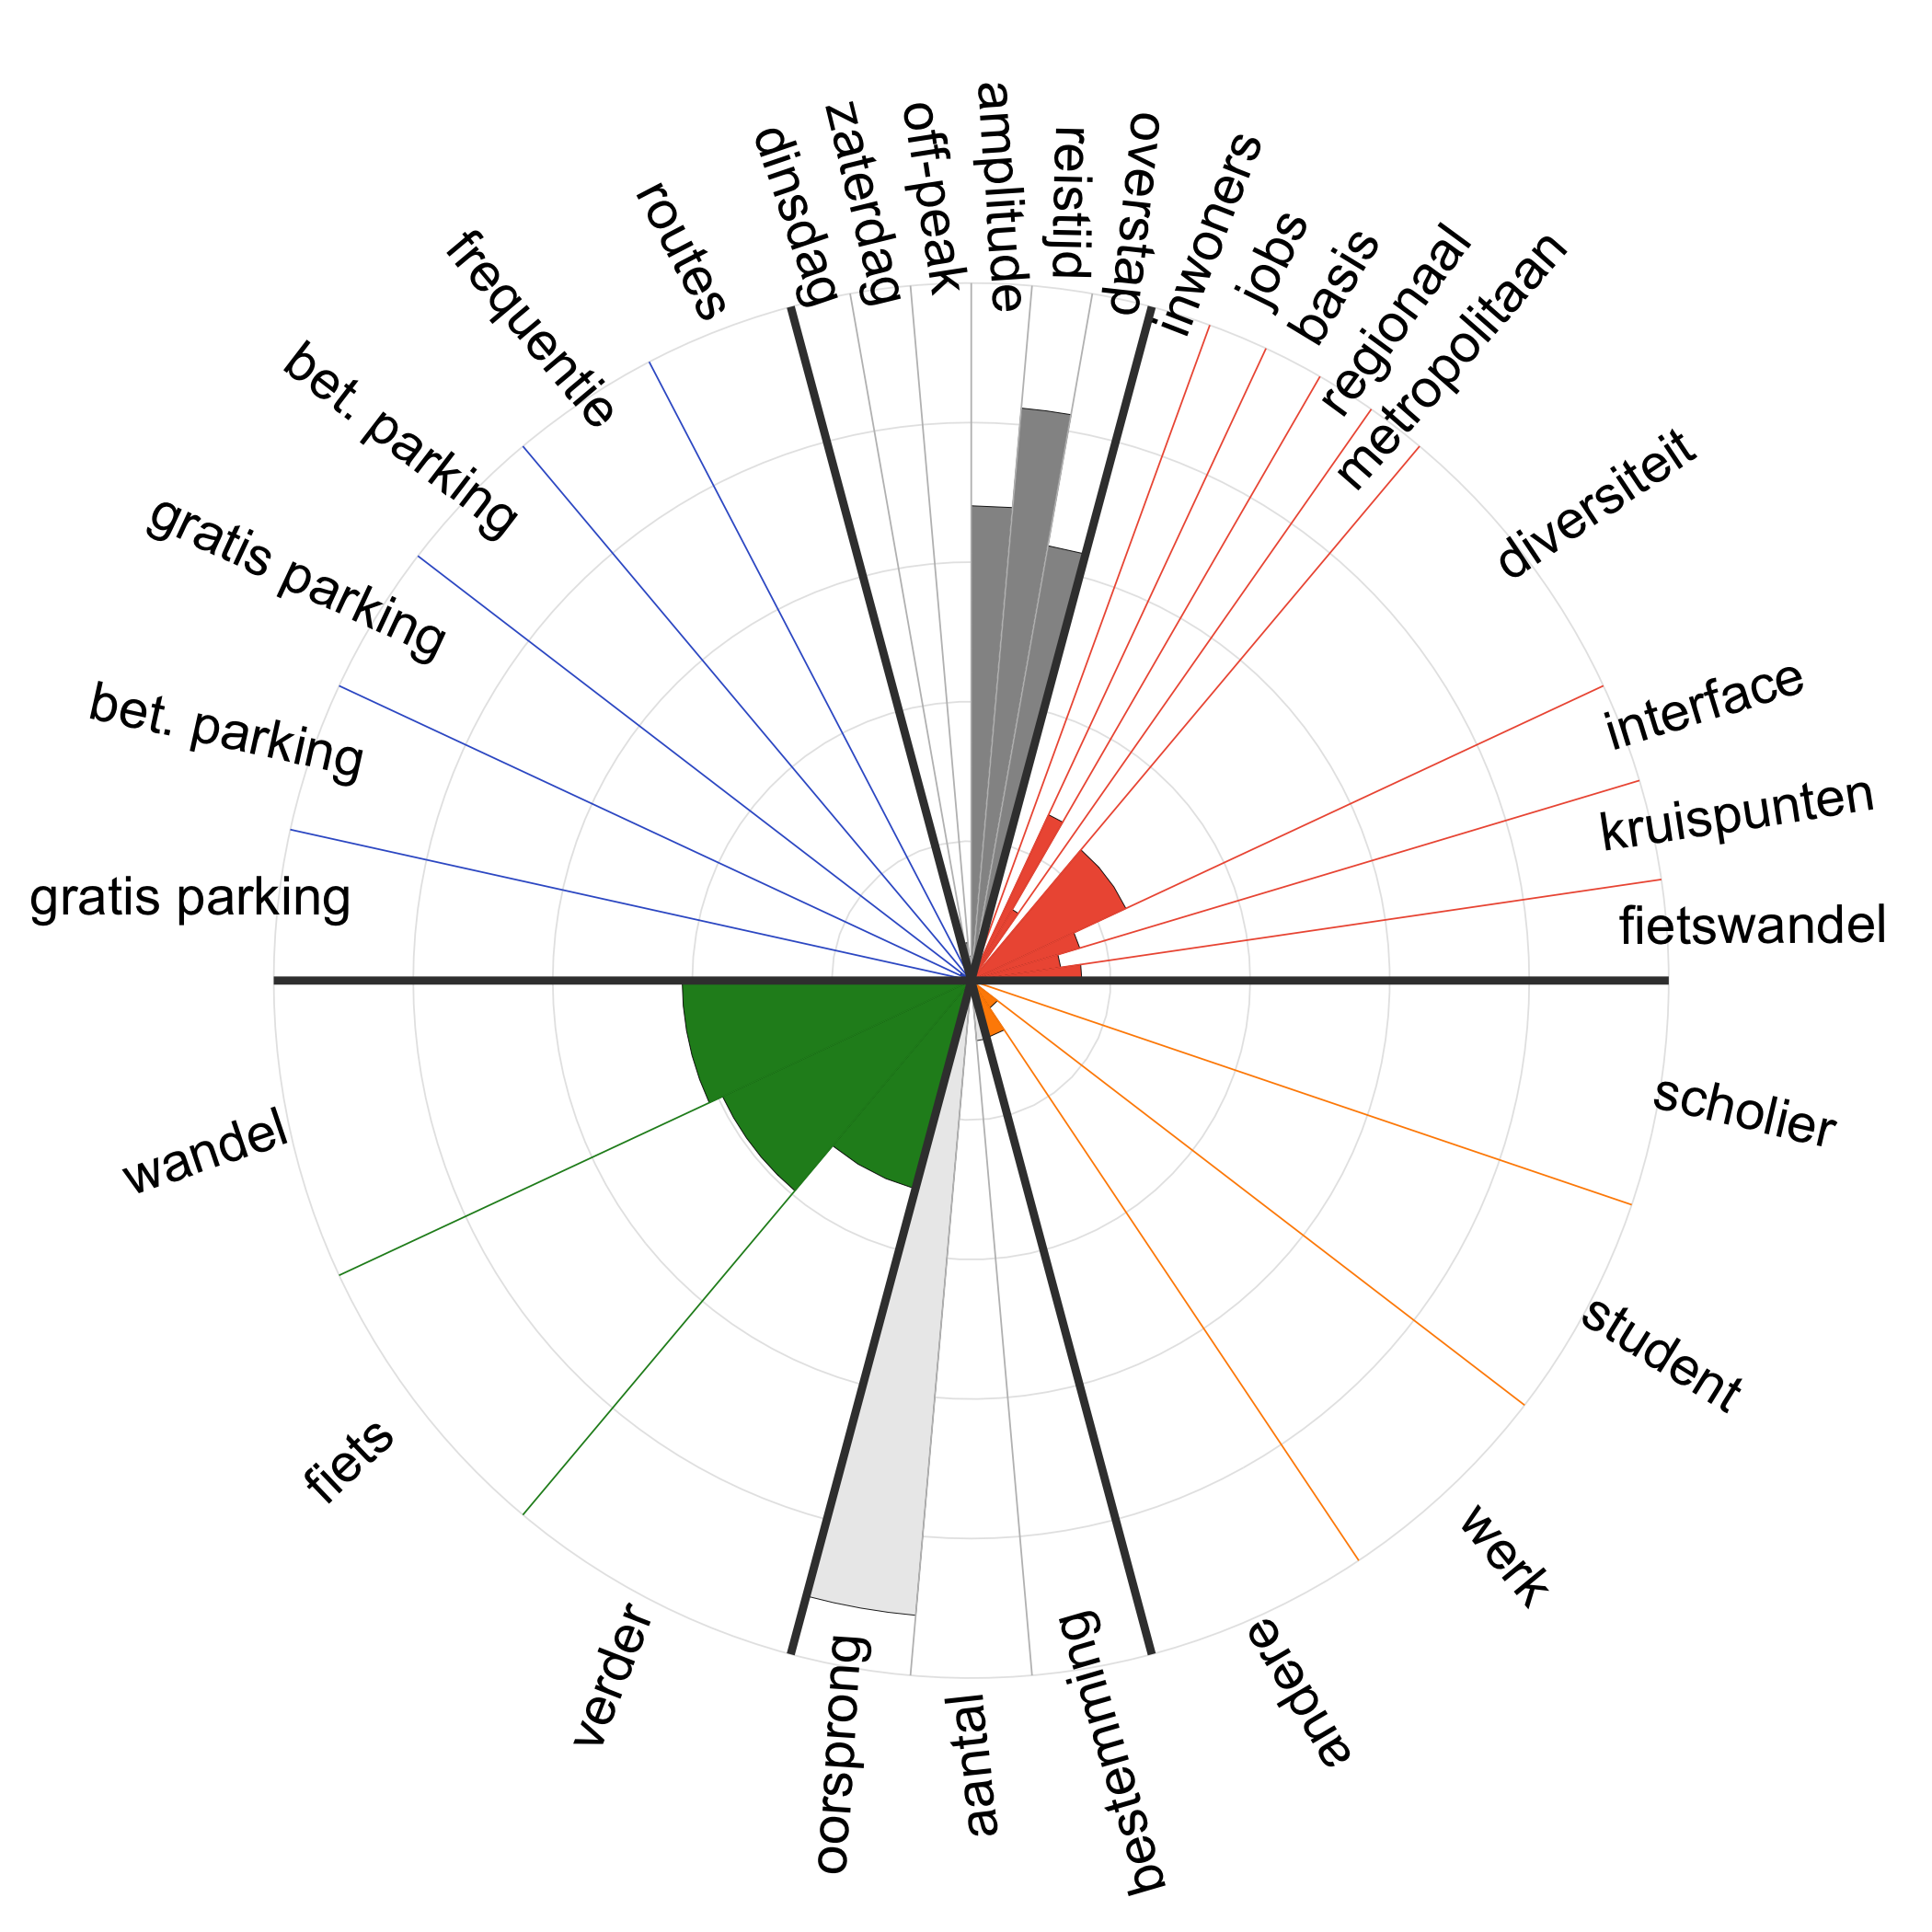 dinsdag
zaterdag
off-peak
amplitude
reistijd
overstap
inwoners
jobs
basis
regionaal
metropolitaan
diversiteit
interface
kruispunten
fietswandel
scholier
student
werk
andere
bestemming
aantal
oorsprong
verder
fiets
wandel
gratis parking
bet. parking
gratis parking
bet. parking
frequentie
routes